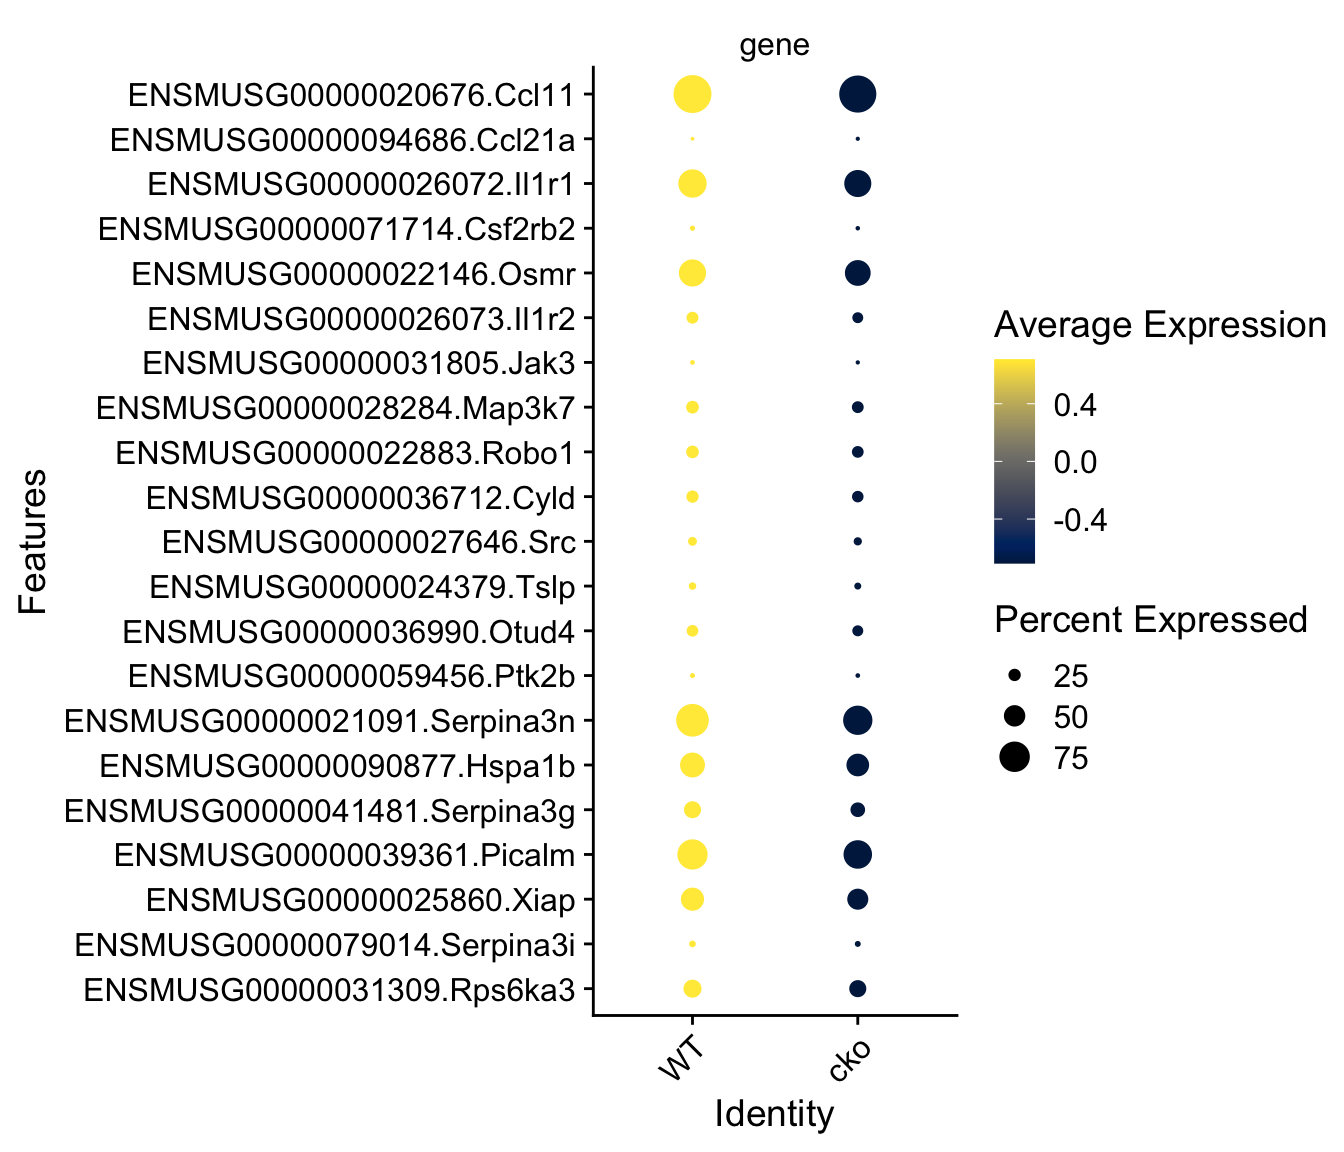 gene
ENSMUSG00000020676.Ccl11
ENSMUSG00000094686.Ccl21a
ENSMUSG00000026072.Il1r1
ENSMUSG00000071714.Csf2rb2
ENSMUSG00000022146.Osmr
ENSMUSG00000026073.Il1r2
ENSMUSG00000031805.Jak3
ENSMUSG00000028284.Map3k7
ENSMUSG00000022883.Robo1
ENSMUSG00000036712.Cyld
ENSMUSG00000027646.Src
ENSMUSG00000024379.Tslp
ENSMUSG00000036990.Otud4
ENSMUSG00000059456.Ptk2b
ENSMUSG00000021091.Serpina3n
ENSMUSG00000090877.Hspa1b
ENSMUSG00000041481.Serpina3g
ENSMUSG00000039361.Picalm
ENSMUSG00000025860.Xiap
ENSMUSG00000079014.Serpina3i
ENSMUSG00000031309.Rps6ka3
Features
WT
cko
Identity
Average Expression
0.4
0.0
-0.4
Percent Expressed
25
50
75